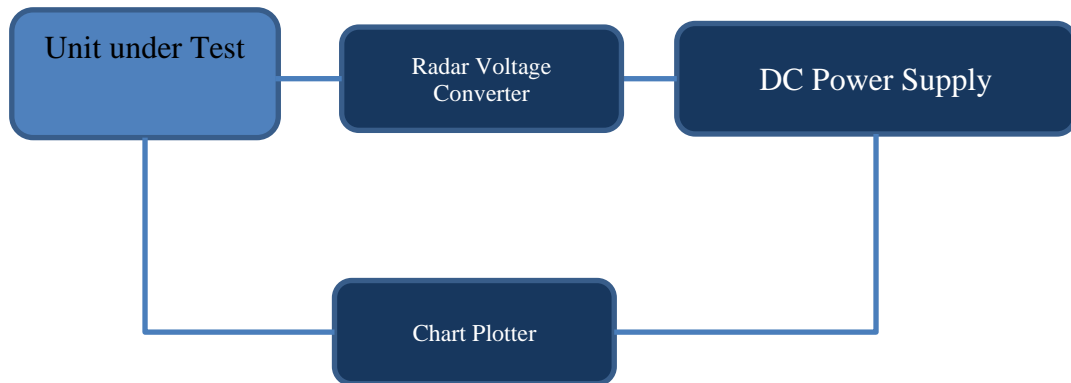 Unit under Test
Radar Voltage
Converter
DC Power Supply
Chart Plotter